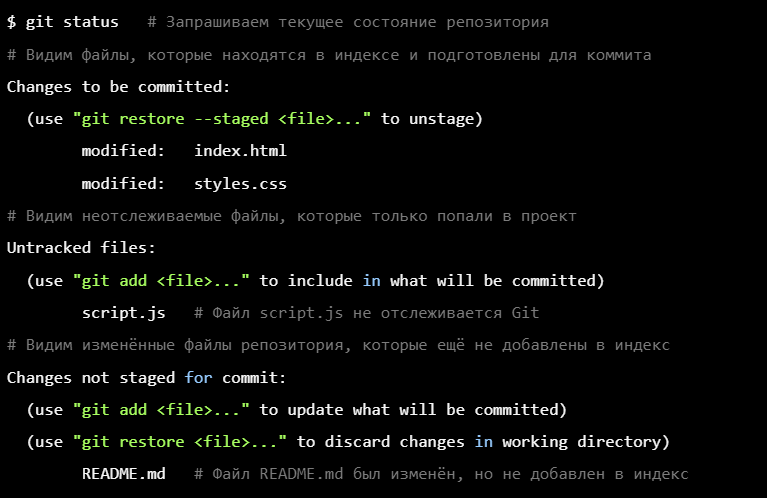 $ git status   # Запрашиваем текущее состояние репозитория
# Видим файлы, которые находятся в индексе и подготовлены для коммита
Changes to be committed:
  (use "git restore --staged <file>..." to unstage)
        modified:   index.html
        modified:   styles.css
# Видим неотслеживаемые файлы, которые только попали в проект
Untracked files:
  (use "git add <file>..." to include in what will be committed)
        script.js   # Файл script.js не отслеживается Git
# Видим изменённые файлы репозитория, которые ещё не добавлены в индекс
Changes not staged for commit:
  (use "git add <file>..." to update what will be committed)
  (use "git restore <file>..." to discard changes in working directory)
        README.md   # Файл README.md был изменён, но не добавлен в индекс